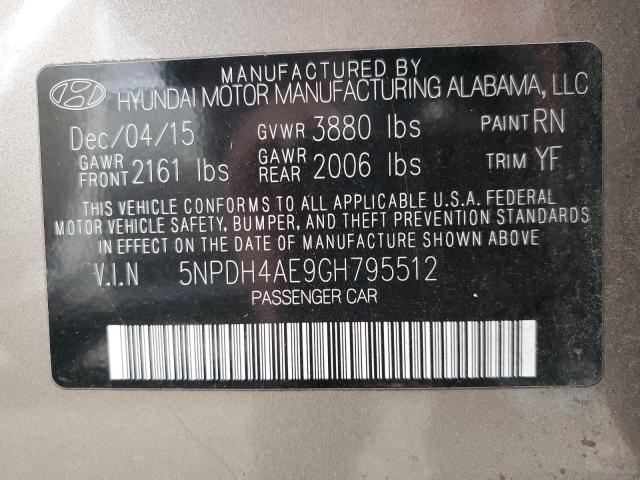 MANUFACTURED BY
HYUNDAI MOTOR MANUFACTURING ALABAMA, LLC
Dec/04/15 GVWR 3880 lbs PAINT RN
GAWR FRONT 2161 lbs GAWR REAR 2006 lbs TRIM YF
THIS VEHICLE CONFORMS TO ALL APPLICABLE U.S.A. FEDERAL
MOTOR VEHICLE SAFETY, BUMPER, AND THEFT PREVENTION STANDARDS
IN EFFECT ON THE DATE OF MANUFACTURE SHOWN ABOVE.
V.I.N 5NPDH4AE9GH795512
PASSENGER CAR